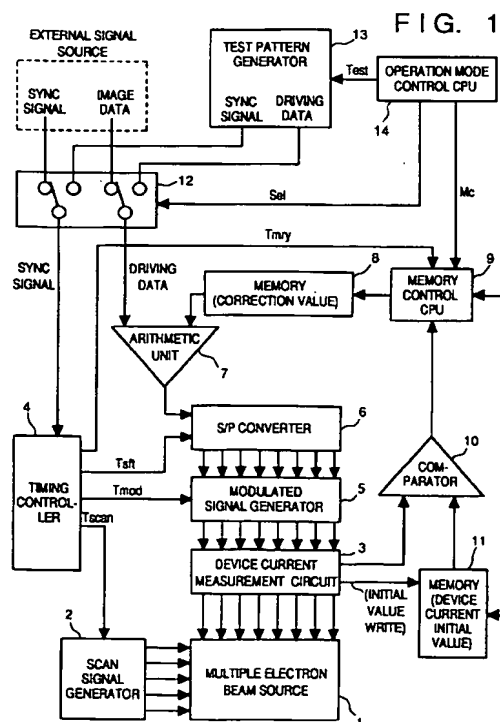 FIG. 1
EXTERNAL SIGNAL
SOURCE
SYNC
SIGNAL
IMAGE
DATA
13
TEST PATTERN
GENERATOR
SYNC
SIGNAL
DRIVING
DATA
Test
OPERATION MODE
CONTROL CPU
14
12
Sel
Mc
Tmry
SYNC
SIGNAL
DRIVING
DATA
8
MEMORY
(CORRECTION VALUE)
9
MEMORY
CONTROL
CPU
ARITHMETIC
UNIT
7
4
TIMING
CONTROL-
LER
Tsft
Tmod
Tscan
6
S/P CONVERTER
5
MODULATED
SIGNAL GENERATOR
10
COM-
PARATOR
3
DEVICE CURRENT
MEASUREMENT CIRCUIT
(INITIAL
VALUE
WRITE)
11
MEMORY
(DEVICE
CURRENT
INITIAL
VALUE)
2
SCAN
SIGNAL
GENERATOR
MULTIPLE ELECTRON
BEAM SOURCE
1